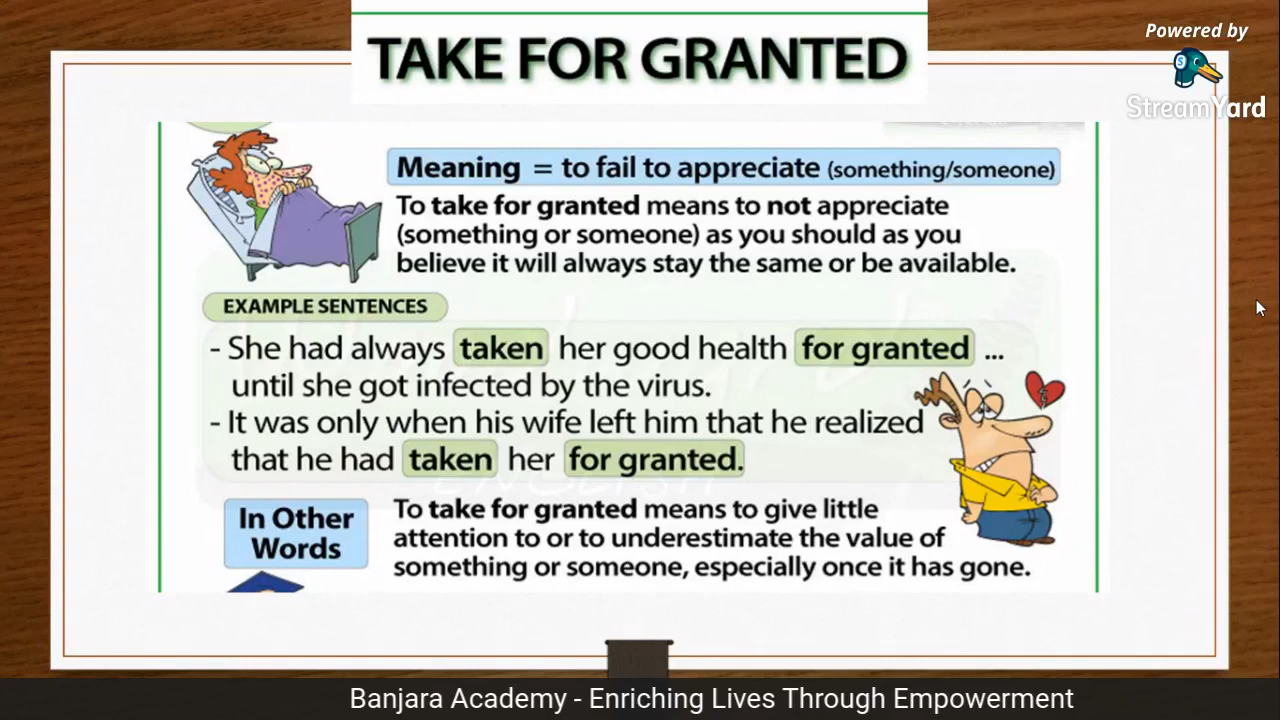 TAKE FOR GRANTED
Powered by
StreamYard
Meaning = to fail to appreciate (something/someone)
To take for granted means to not appreciate
(something or someone) as you should as you
believe it will always stay the same or be available.
EXAMPLE SENTENCES
- She had always taken her good health for granted ...
until she got infected by the virus.
- It was only when his wife left him that he realized
that he had taken her for granted.
In Other
Words
To take for granted means to give little
attention to or to underestimate the value of
something or someone, especially once it has gone.
Banjara Academy - Enriching Lives Through Empowerment